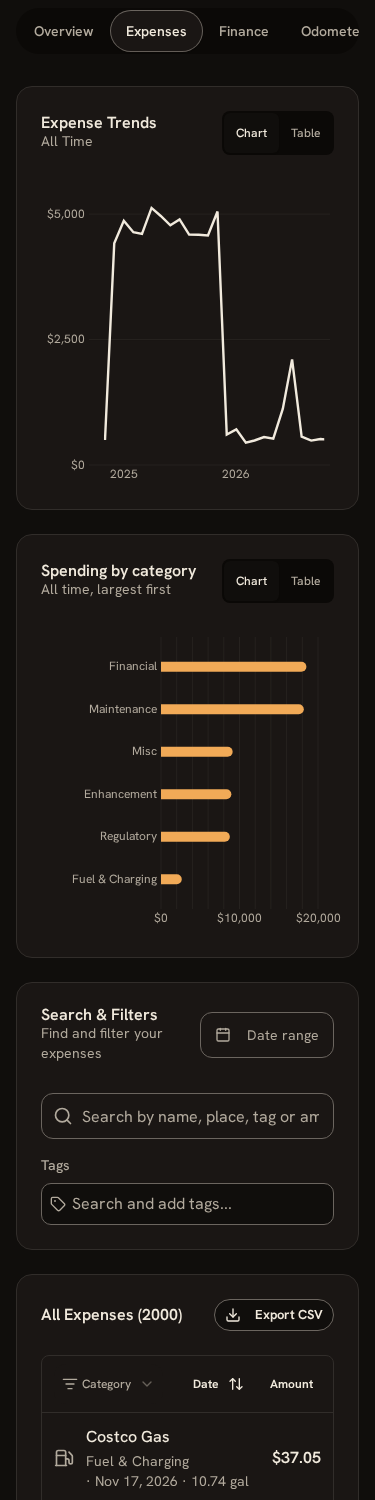 Overview Expenses Finance Odomete
Expense Trends
All Time
Chart Table
$5,000
$2,500
$0
2025 2026
Spending by category
All time, largest first
Chart Table
Financial
Maintenance
Misc
Enhancement
Regulatory
Fuel & Charging
$0 $10,000 $20,000
Search & Filters
Find and filter your
expenses
Date range
Search by name, place, tag or am
Tags
Search and add tags...
All Expenses (2000)
Export CSV
Category Date Amount
Costco Gas
Fuel & Charging
· Nov 17, 2026 · 10.74 gal
$37.05